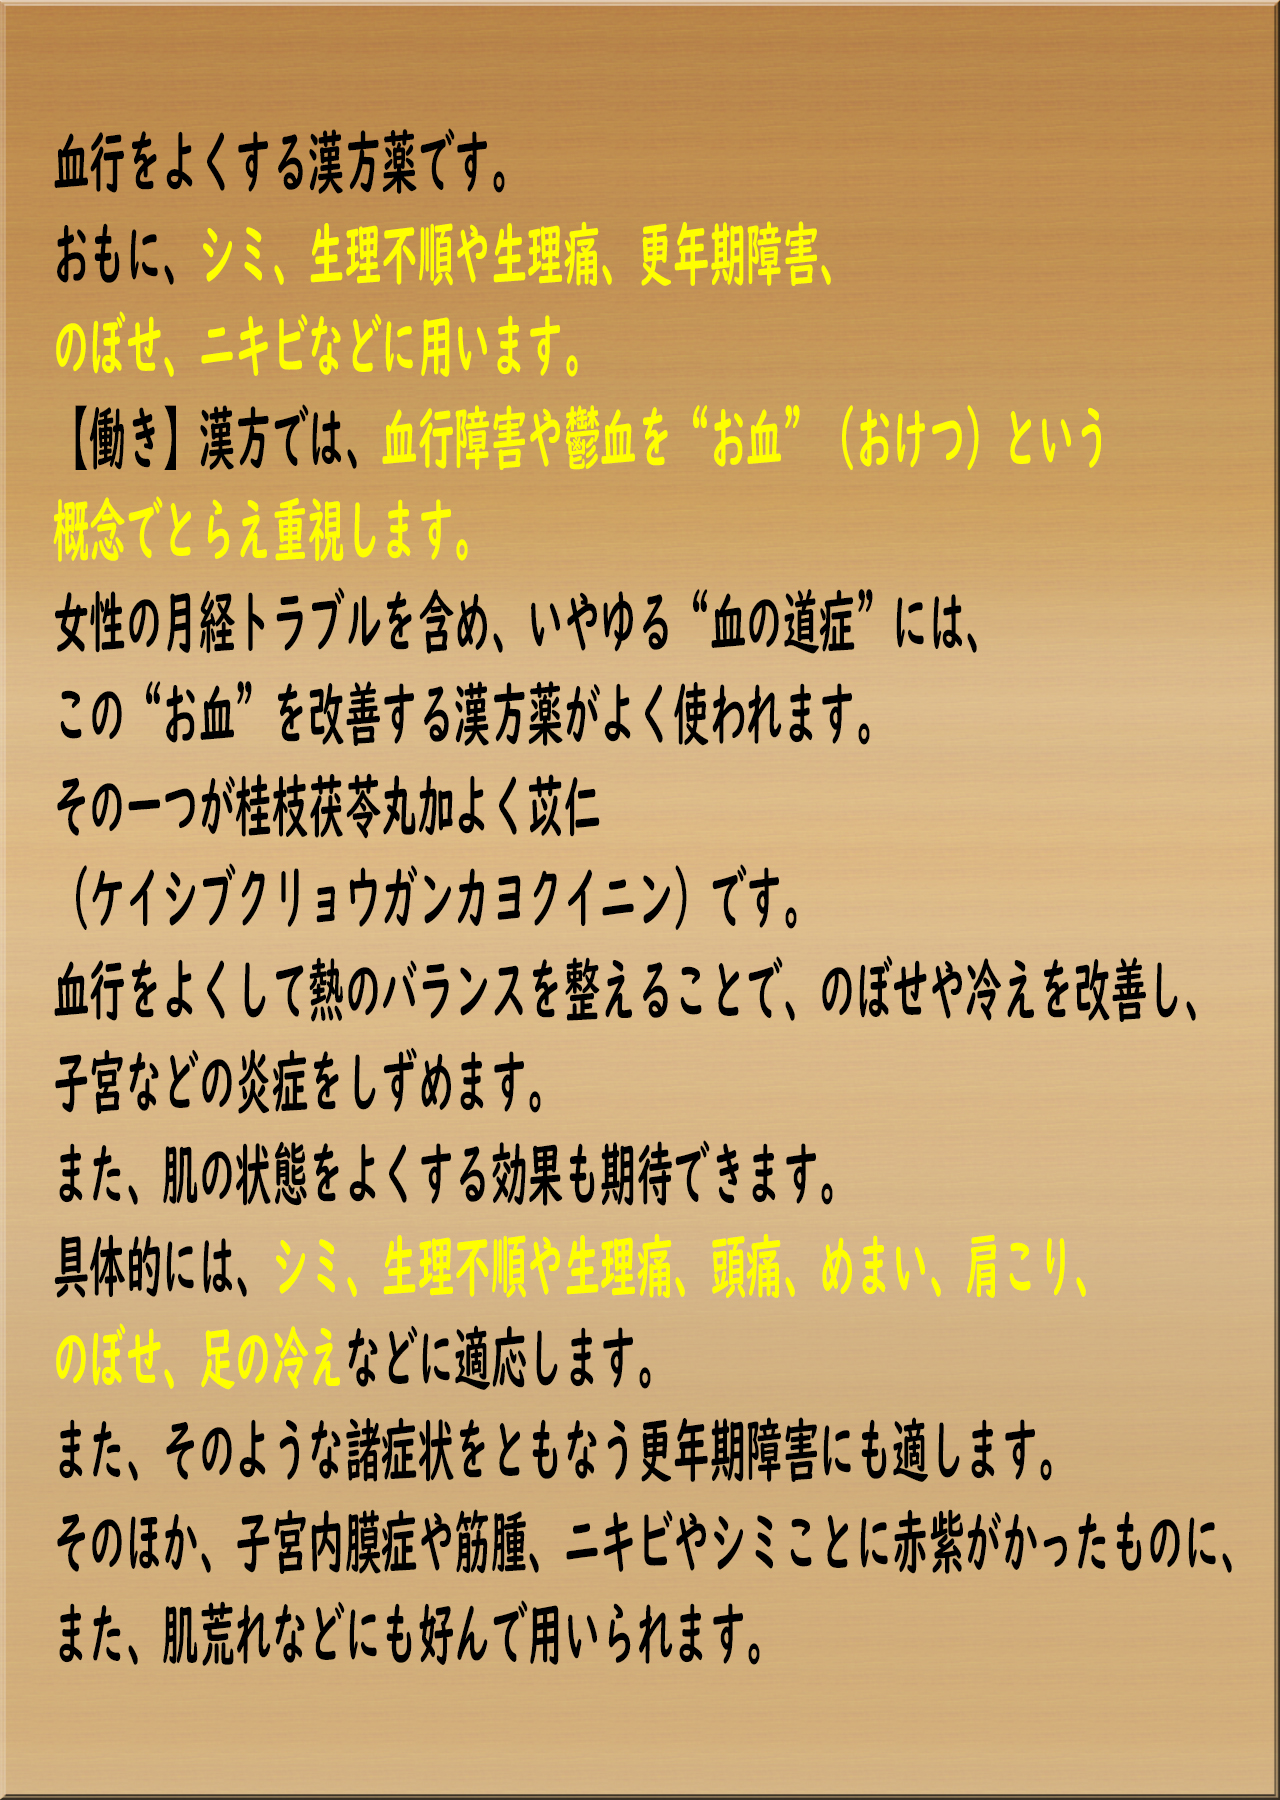 血行をよくする漢方薬です。
おもに、シミ、生理不順や生理痛、更年期障害、
のぼせ、ニキビなどに用います。
【働き】漢方では、血行障害や鬱血を“お血”（おけつ）という
概念でとらえ重視します。
女性の月経トラブルを含め、いやゆる“血の道症”には、
この“お血”を改善する漢方薬がよく使われます。
その一つが桂枝茯苓丸加よく苡仁
（ケイシブクリョウガンカヨクイニン）です。
血行をよくして熱のバランスを整えることで、のぼせや冷えを改善し、
子宮などの炎症をしずめます。
また、肌の状態をよくする効果も期待できます。
具体的には、シミ、生理不順や生理痛、頭痛、めまい、肩こり、
のぼせ、足の冷えなどに適応します。
また、そのような諸症状をともなう更年期障害にも適します。
そのほか、子宮内膜症や筋腫、ニキビやシミことに赤紫がかったものに、
また、肌荒れなどにも好んで用いられます。